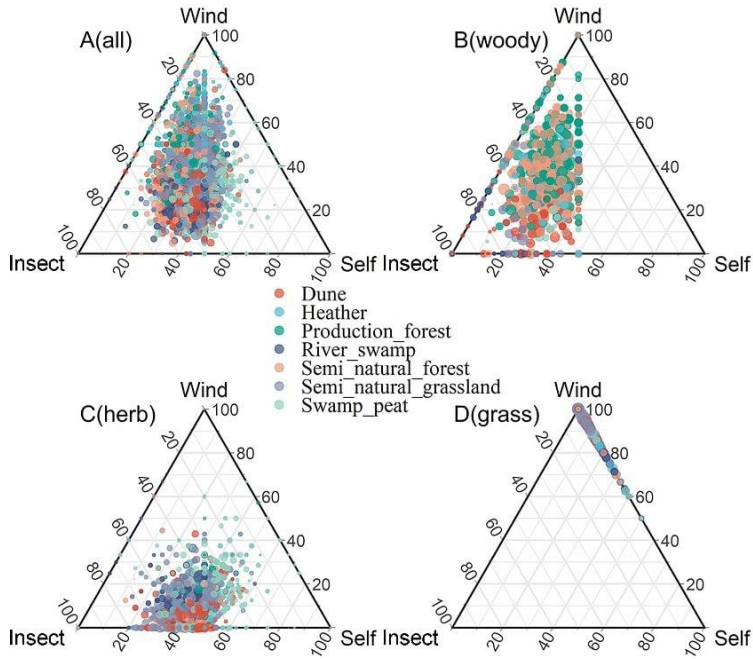 Wind
Wind
A(all)
B(woody)
100
100
20
80
20
80
40
60
40
60
60
40
60
40
80
20
80
20
100
100
Insect
Self
Insect
Self
20
40
60
80
100
20
40
60
80
100
Dune
Heather
Production_forest
River_swamp
Semi_natural_forest
Semi_natural_grassland
Swamp_peat
Wind
Wind
C(herb)
D(grass)
100
100
20
80
20
80
40
60
40
60
60
40
60
40
80
20
80
20
100
100
Insect
Self
Insect
Self
20
40
60
80
100
20
40
60
80
100